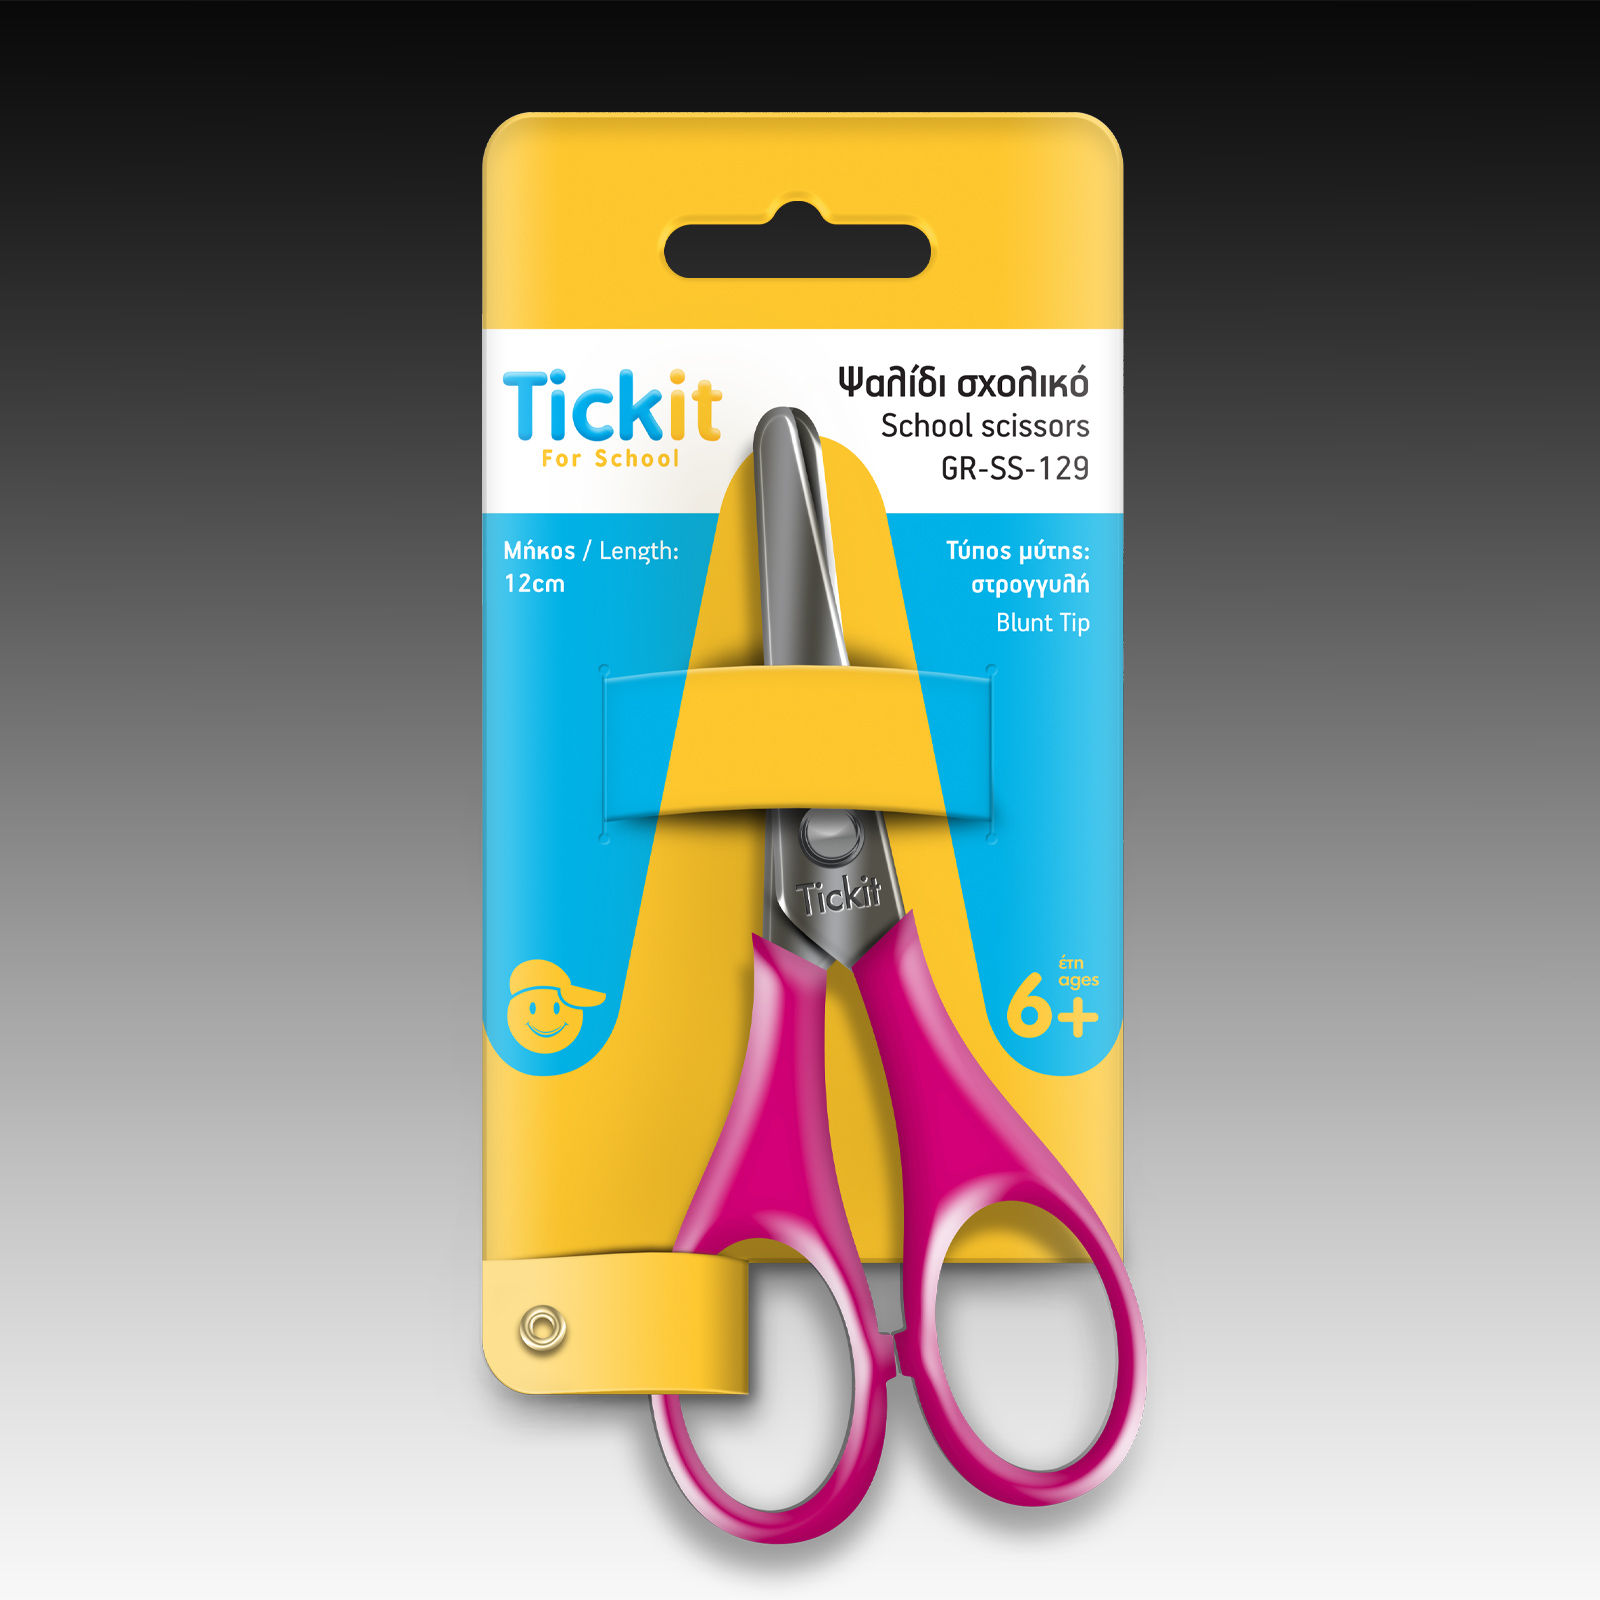 Tickit
For School
Ψαλίδι σχολικό
School scissors
GR-SS-129
Μήκος / Length:
12cm
Τύπος μύτης:
στρογγυλή
Blunt Tip
Tickit
έτη
ages
6+